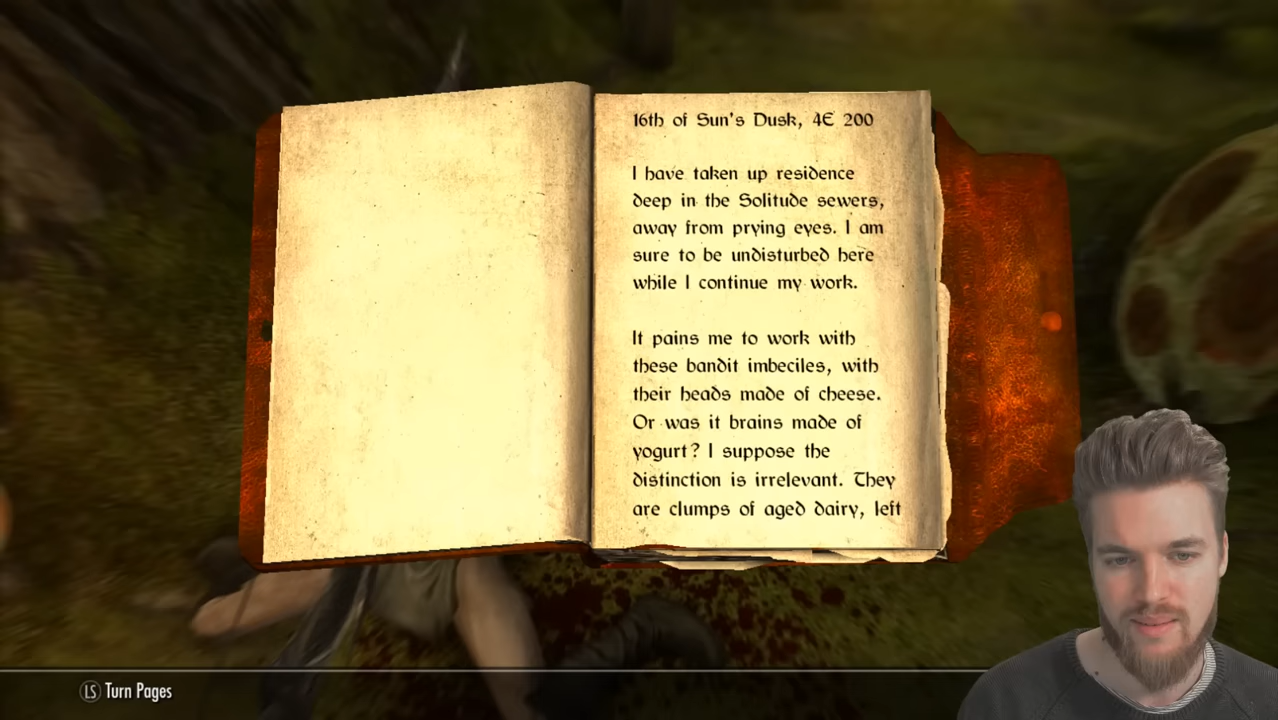 16th of Sun's Dusk, 4E 200
I have taken up residence
deep in the Solitude sewers,
away from prying eyes. I am
sure to be undisturbed here
while I continue my work.
It pains me to work with
these bandit imbeciles, with
their heads made of cheese.
Or was it brains made of
yogurt? I suppose the
distinction is irrelevant. They
are clumps of aged dairy, left
LS Turn Pages